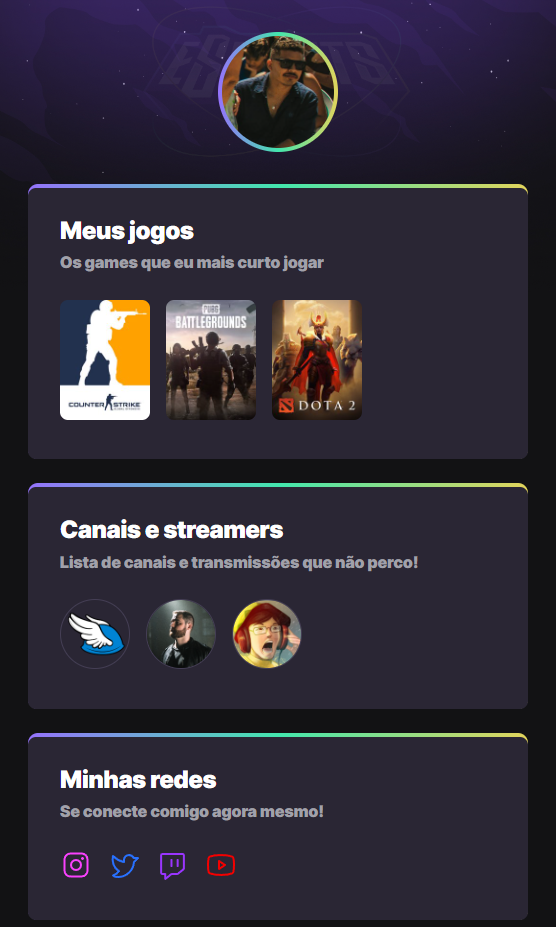 ESPORTS
Meus jogos
Os games que eu mais curto jogar
COUNTER STRIKE
PUBG
BATTLEGROUNDS
DOTA 2
Canais e streamers
Lista de canais e transmissões que não perco!
Minhas redes
Se conecte comigo agora mesmo!